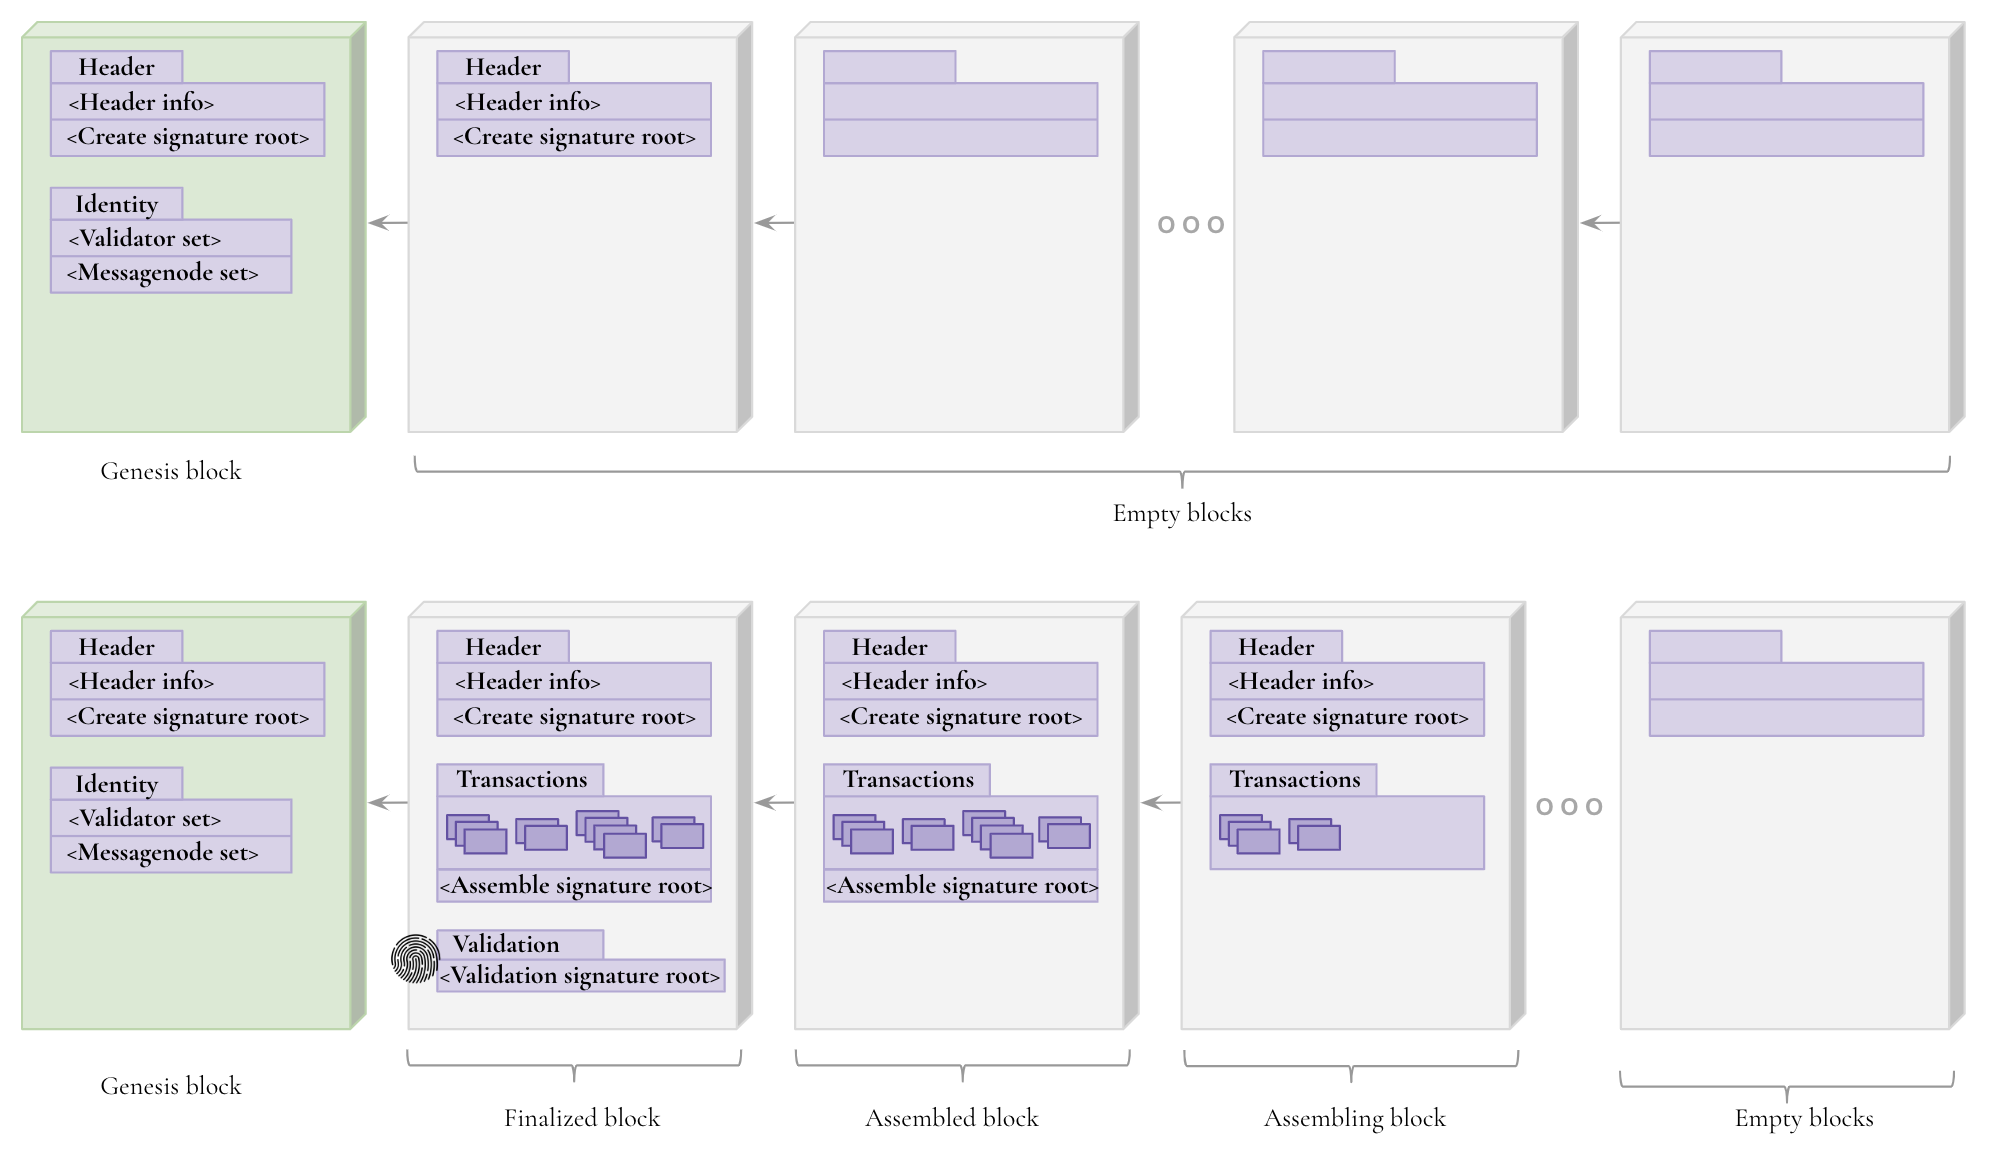 Header
<Header info>
<Create signature root>
Identity
<Validator set>
<Messagenode set>
Header
<Header info>
<Create signature root>
Genesis block
Empty blocks
Header
<Header info>
<Create signature root>
Identity
<Validator set>
<Messagenode set>
Header
<Header info>
<Create signature root>
Transactions
<Assemble signature root>
Validation
<Validation signature root>
Header
<Header info>
<Create signature root>
Transactions
<Assemble signature root>
Header
<Header info>
<Create signature root>
Transactions
Genesis block
Finalized block
Assembled block
Assembling block
Empty blocks